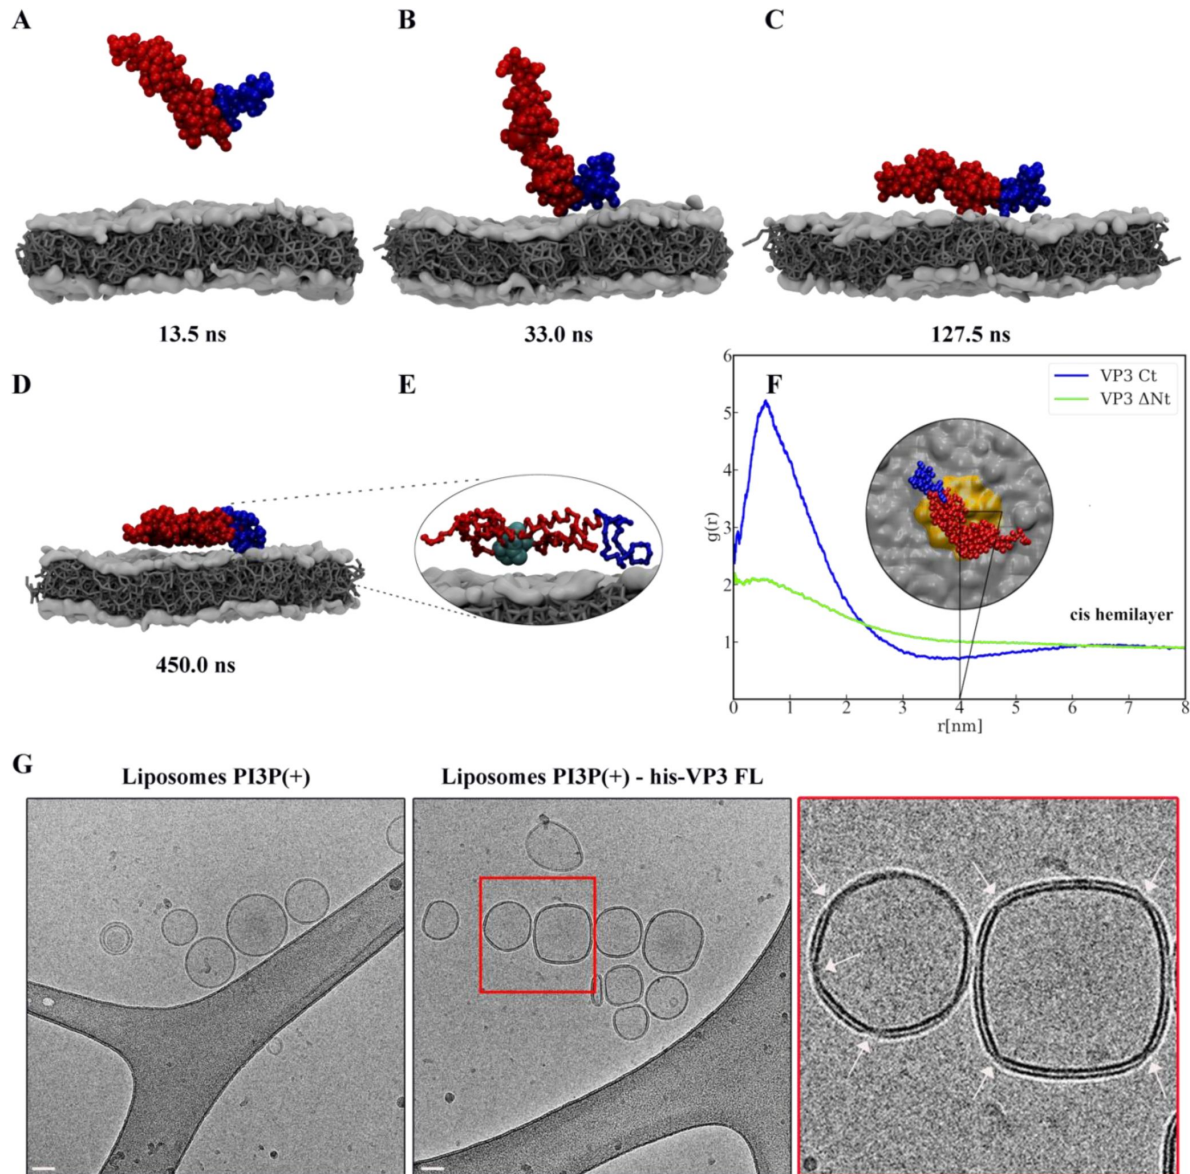 A
B
C
13.5 ns
33.0 ns
127.5 ns
D
E
F
450.0 ns
6
5
4
3
2
1
g(r)
VP3 Ct
VP3 ΔNt
cis hemilayer
0 1 2 3 4 5 6 7 8
r[nm]
G
Liposomes PI3P(+)
Liposomes PI3P(+) - his-VP3 FL